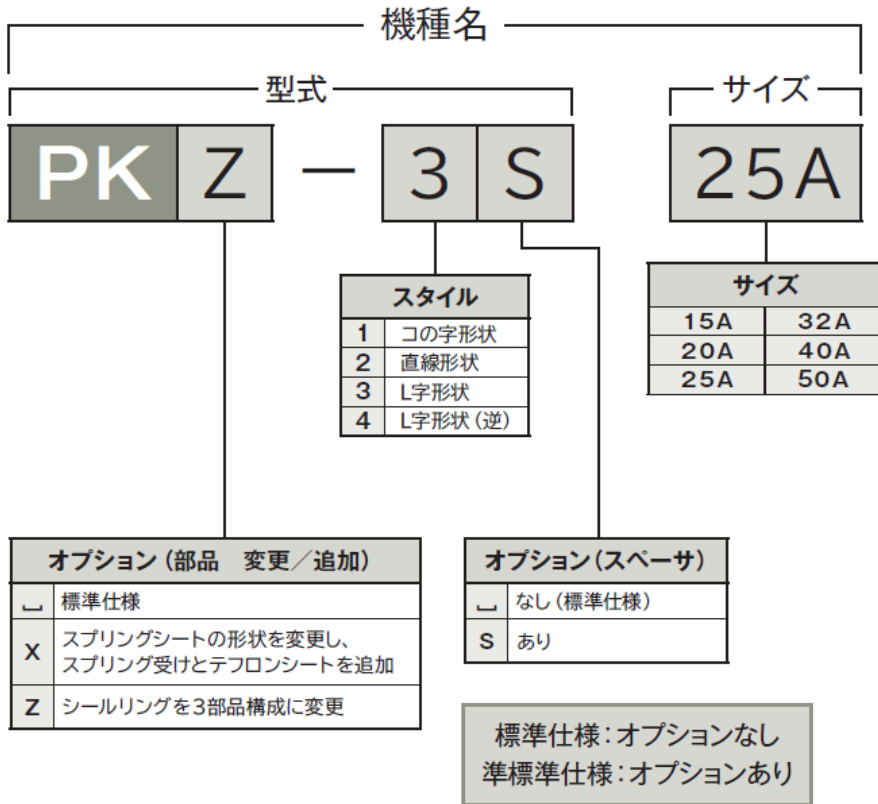 機種名
型式
サイズ
PK Z － 3 S 25A
スタイル
1 コの字形状
2 直線形状
3 L字形状
4 L字形状（逆）
サイズ
15A 32A
20A 40A
25A 50A
オプション（部品　変更／追加）
⎵ 標準仕様
X スプリングシートの形状を変更し、
スプリング受けとテフロンシートを追加
Z シールリングを3部品構成に変更
オプション（スペーサ）
⎵ なし（標準仕様）
S あり
標準仕様：オプションなし
準標準仕様：オプションあり